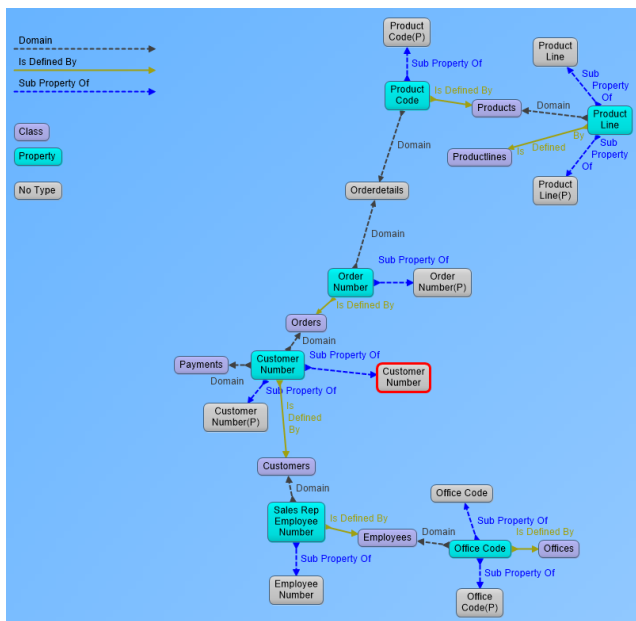 Domain
Is Defined By
Sub Property Of
Class
Property
No Type
Product
Code(P)
Sub Property Of
Product
Code
Is Defined By
Products
Domain
Product
Line
Sub
Property
Of
Product
Line
Productlines
Is Defined By
Sub
Property
Of
Product
Line(P)
Domain
Orderdetails
Domain
Order
Number
Sub Property Of
Order
Number(P)
Is Defined By
Orders
Domain
Payments
Domain
Customer
Number
Sub Property Of
Customer
Number
Sub Property Of
Customer
Number(P)
Is
Defined
By
Customers
Domain
Sales Rep
Employee
Number
Is Defined By
Employees
Domain
Office Code
Sub Property Of
Office Code
Is Defined By
Offices
Sub Property Of
Employee
Number
Sub Property Of
Office
Code(P)